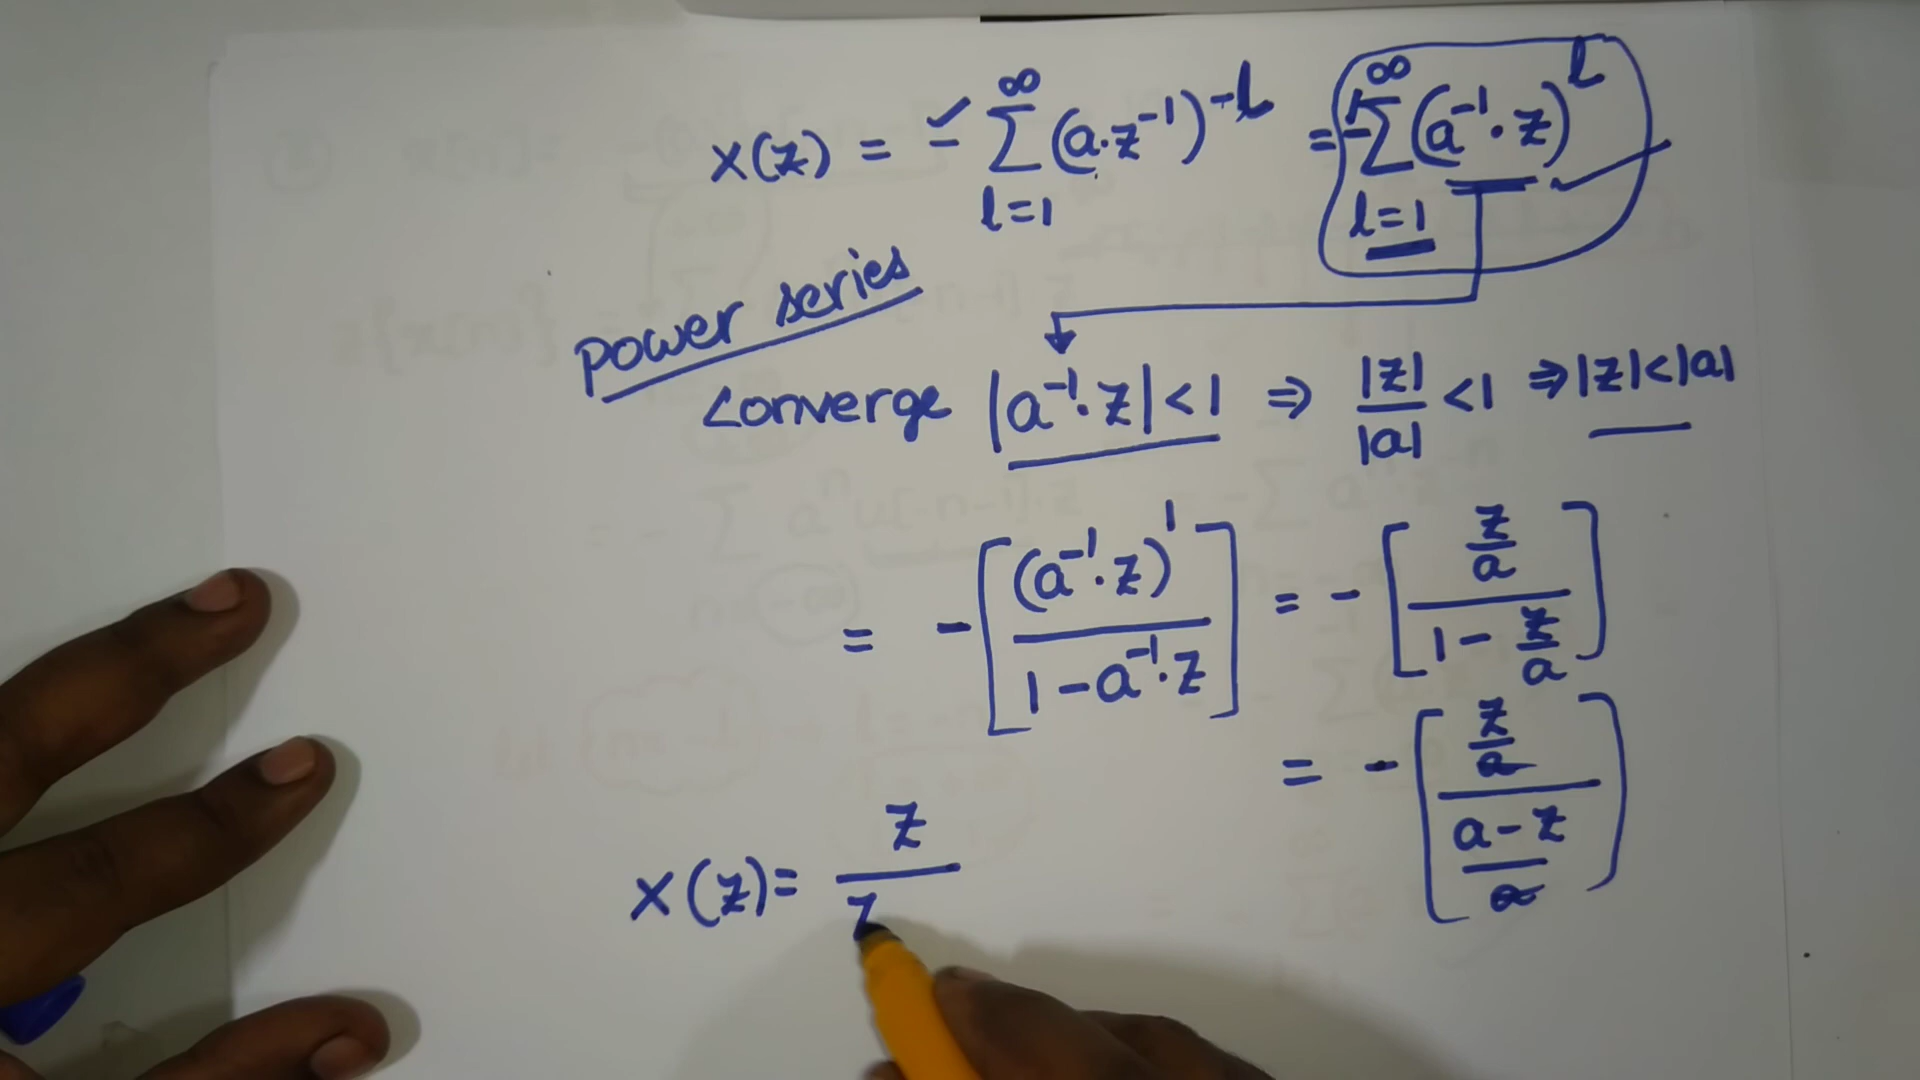 X(z) = - ∞ ∑ l=1 (a·z⁻¹)⁻ˡ = -∞ ∑ l=1 (a⁻¹·z)ˡ
power series
Converge |a⁻¹·z| < 1 ⇒ |z|/|a| < 1 ⇒ |z| < |a|
= -[(a⁻¹·z)¹ / 1 - a⁻¹·z] = -[z/a / 1 - z/a]
= -[z/a / a - z/a]
X(z) = z / z